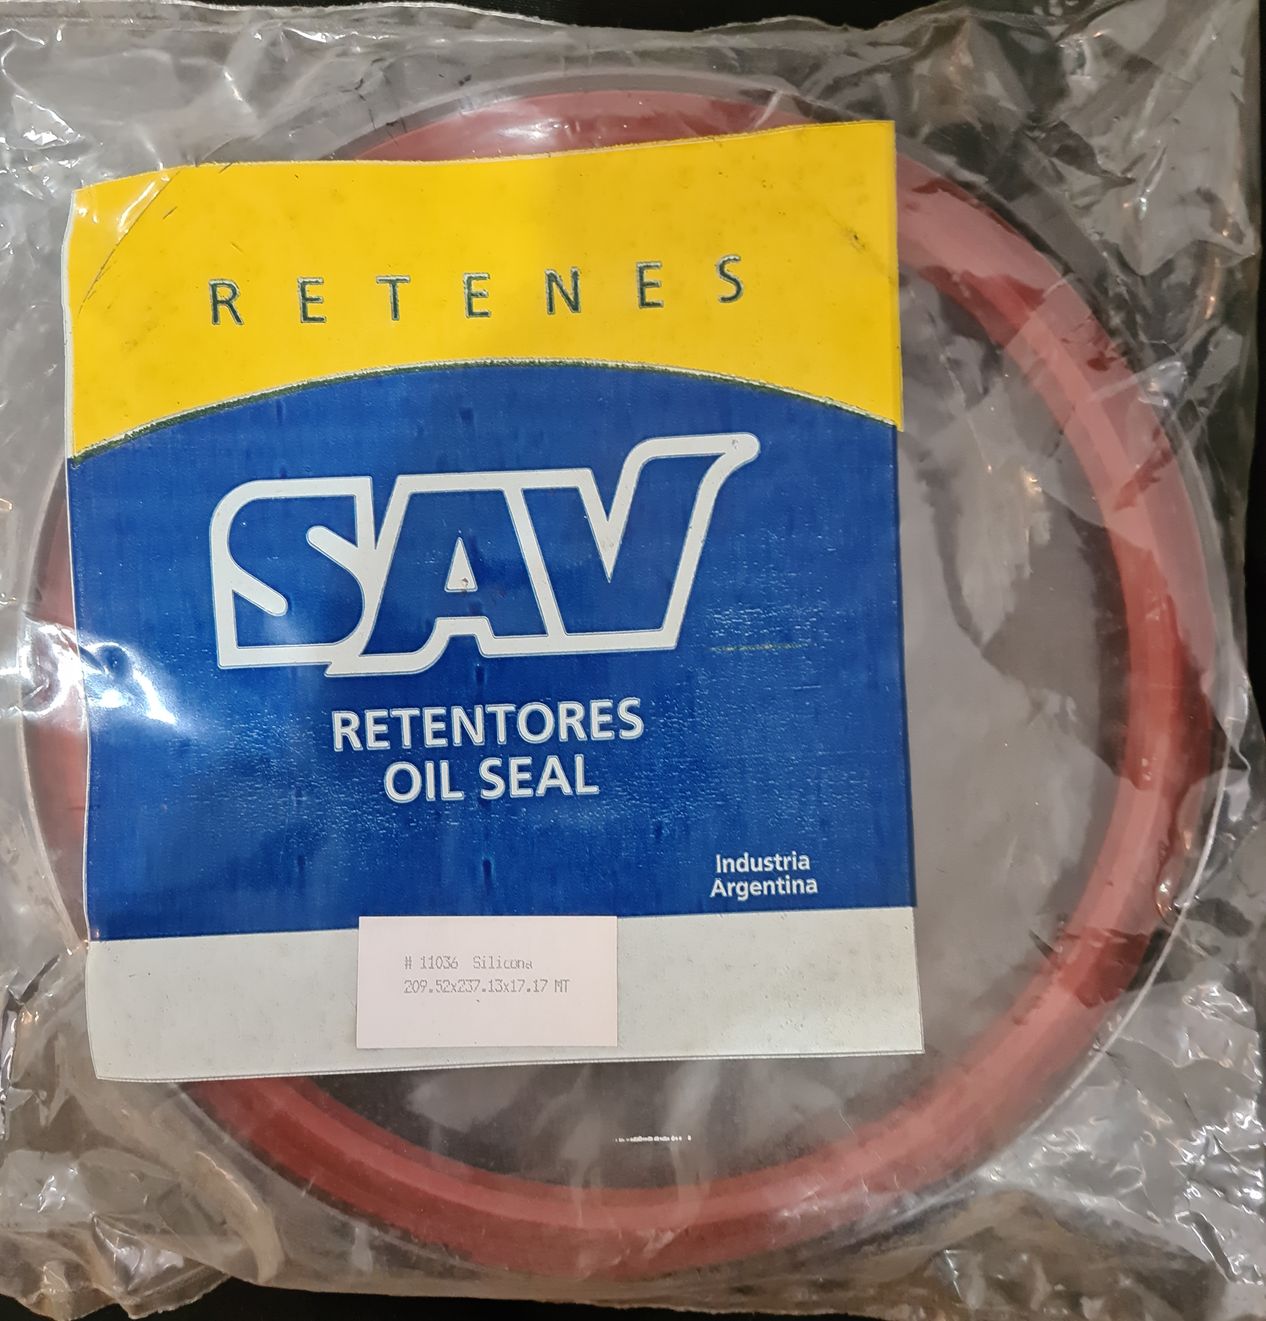 RETENES
SAV
RETENTORES
OIL SEAL
Industria
Argentina
# 11036 Silicona
209.52x237.13x17.17 MT